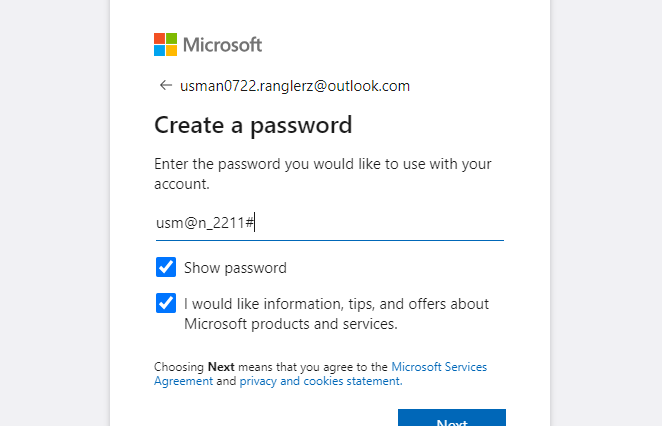 Microsoft
usman0722.ranglerz@outlook.com
Create a password
Enter the password you would like to use with your
account.
usm@n_2211#
Show password
I would like information, tips, and offers about
Microsoft products and services.
Choosing Next means that you agree to the Microsoft Services
Agreement and privacy and cookies statement.
Next